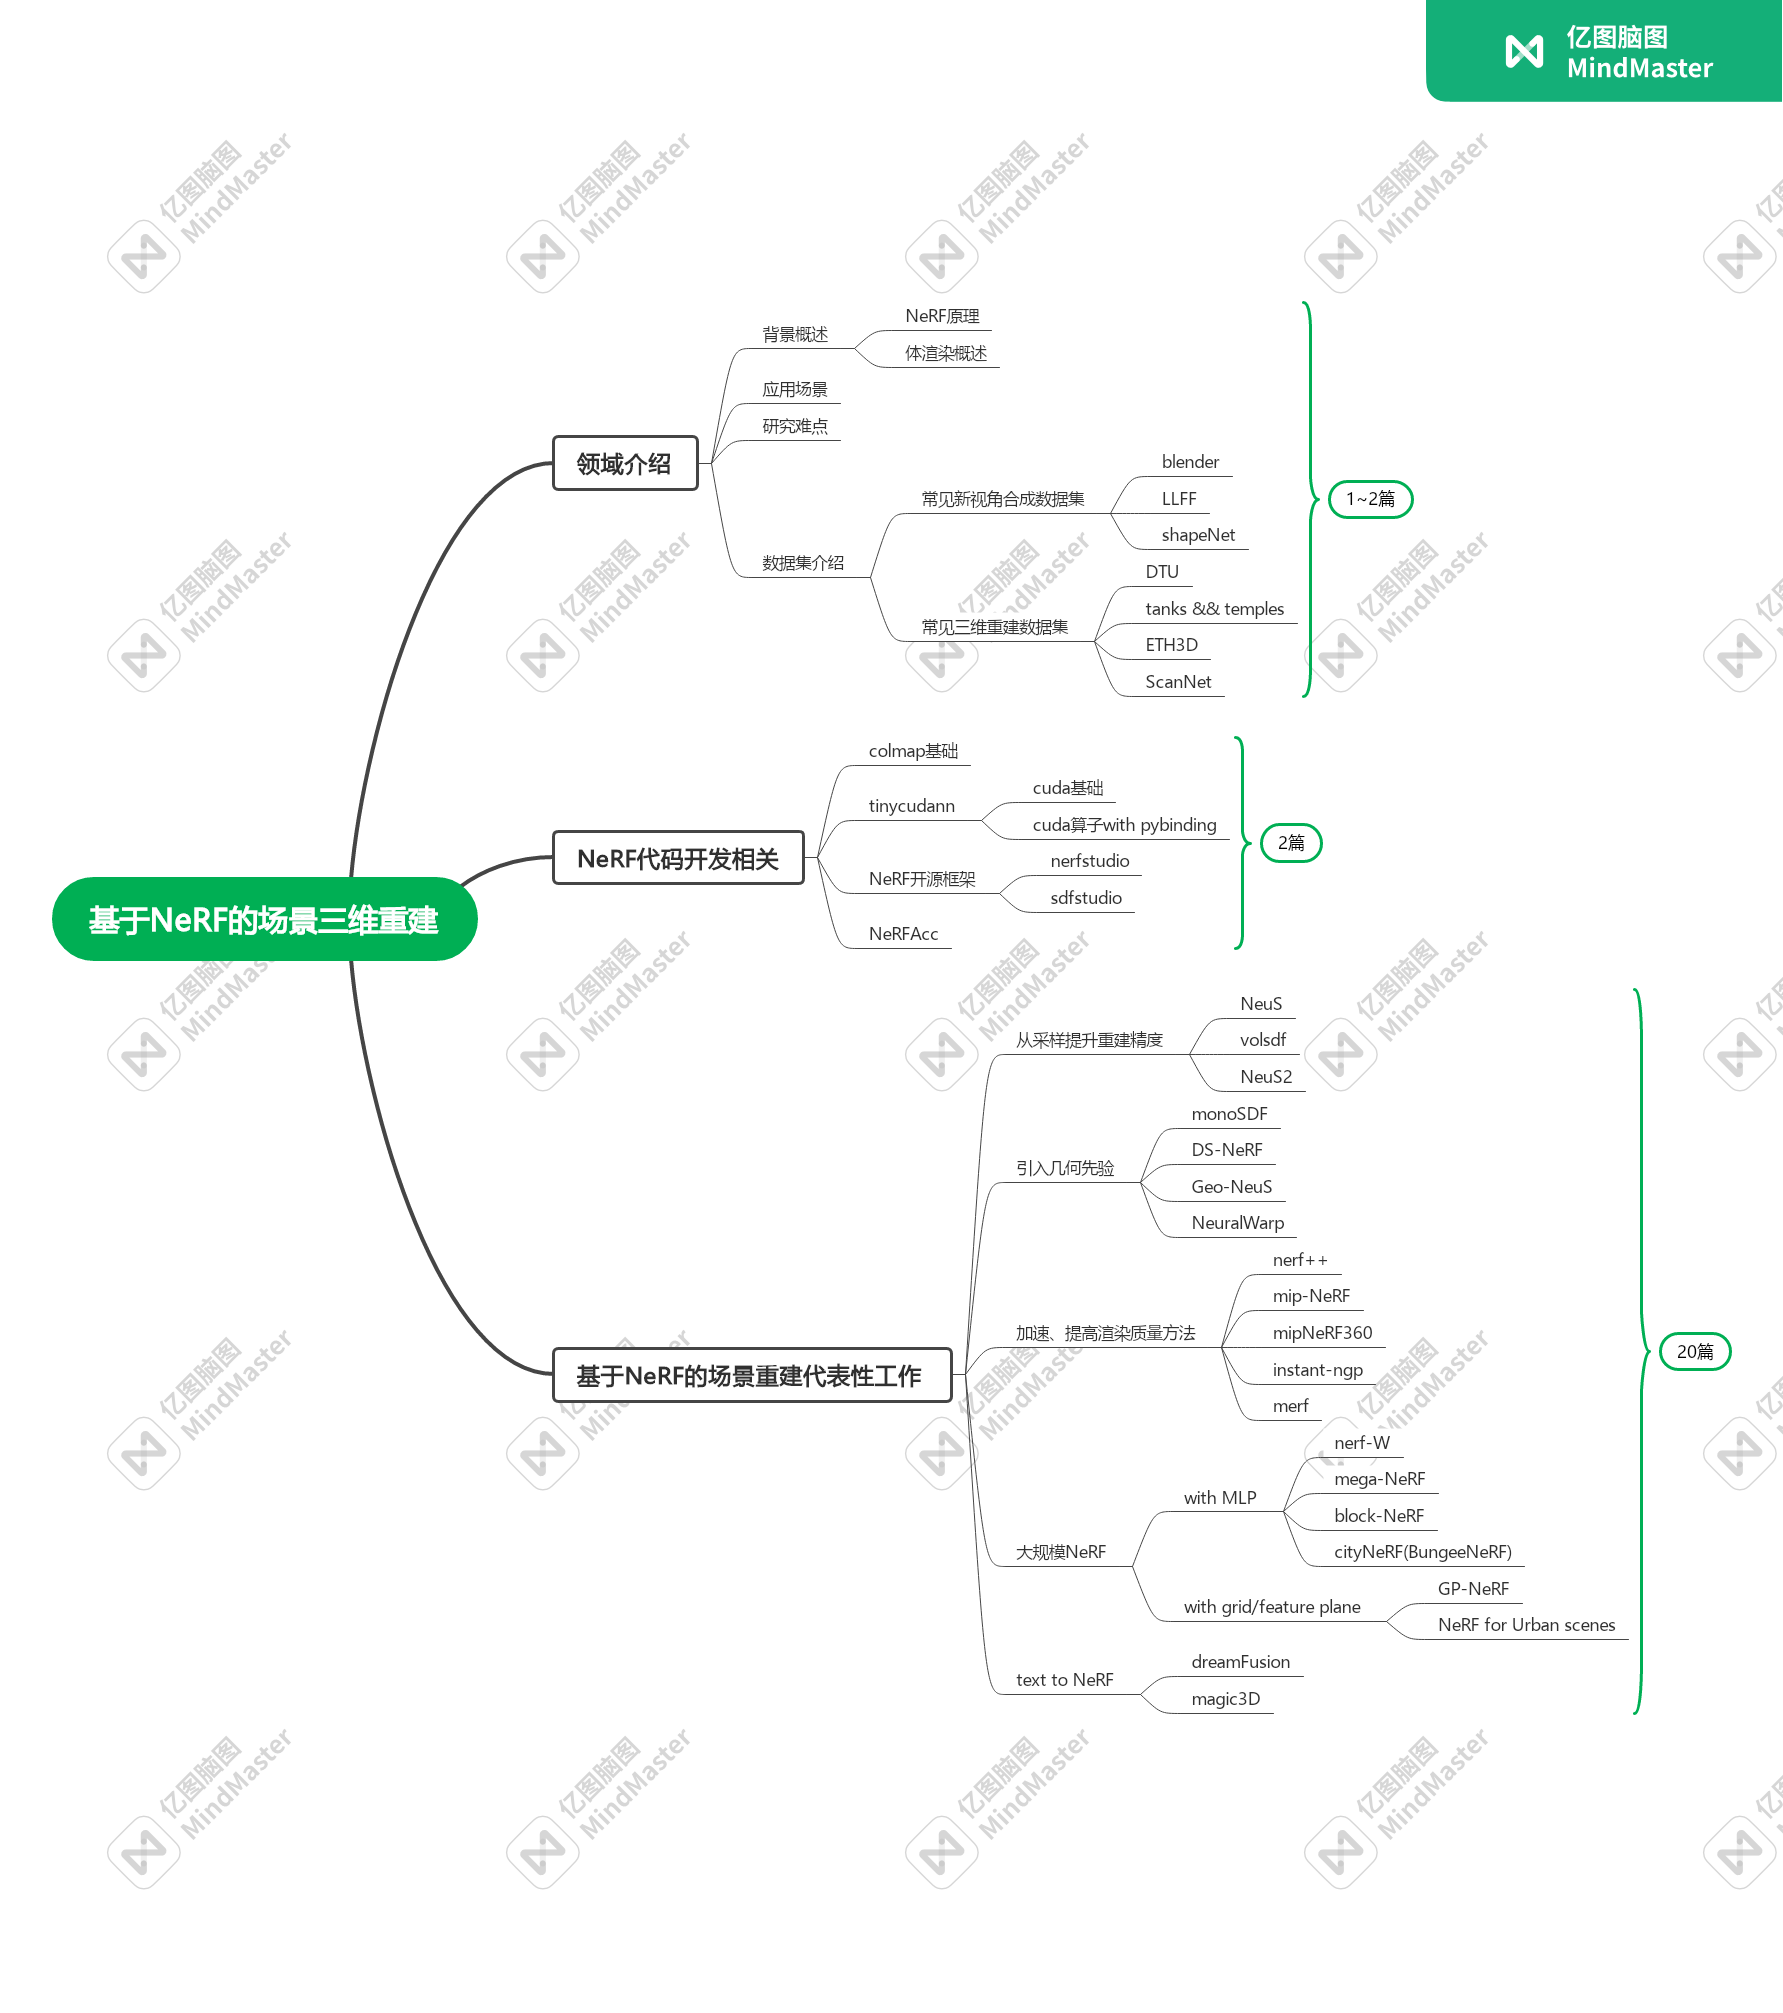 亿图脑图
MindMaster
基于NeRF的场景三维重建
领域介绍
背景概述
NeRF原理
体渲染概述
应用场景
研究难点
数据集介绍
常见新视角合成数据集
blender
LLFF
shapeNet
常见三维重建数据集
DTU
tanks && temples
ETH3D
ScanNet
1~2篇
NeRF代码开发相关
colmap基础
tinycudann
cuda基础
cuda算子with pybinding
NeRF开源框架
nerfstudio
sdfstudio
NeRFAcc
2篇
基于NeRF的场景重建代表性工作
从采样提升重建精度
NeuS
volsdf
NeuS2
引入几何先验
monoSDF
DS-NeRF
Geo-NeuS
NeuralWarp
加速、提高渲染质量方法
nerf++
mip-NeRF
mipNeRF360
instant-ngp
merf
大规模NeRF
with MLP
nerf-W
mega-NeRF
block-NeRF
cityNeRF(BungeeNeRF)
with grid/feature plane
GP-NeRF
NeRF for Urban scenes
text to NeRF
dreamFusion
magic3D
20篇